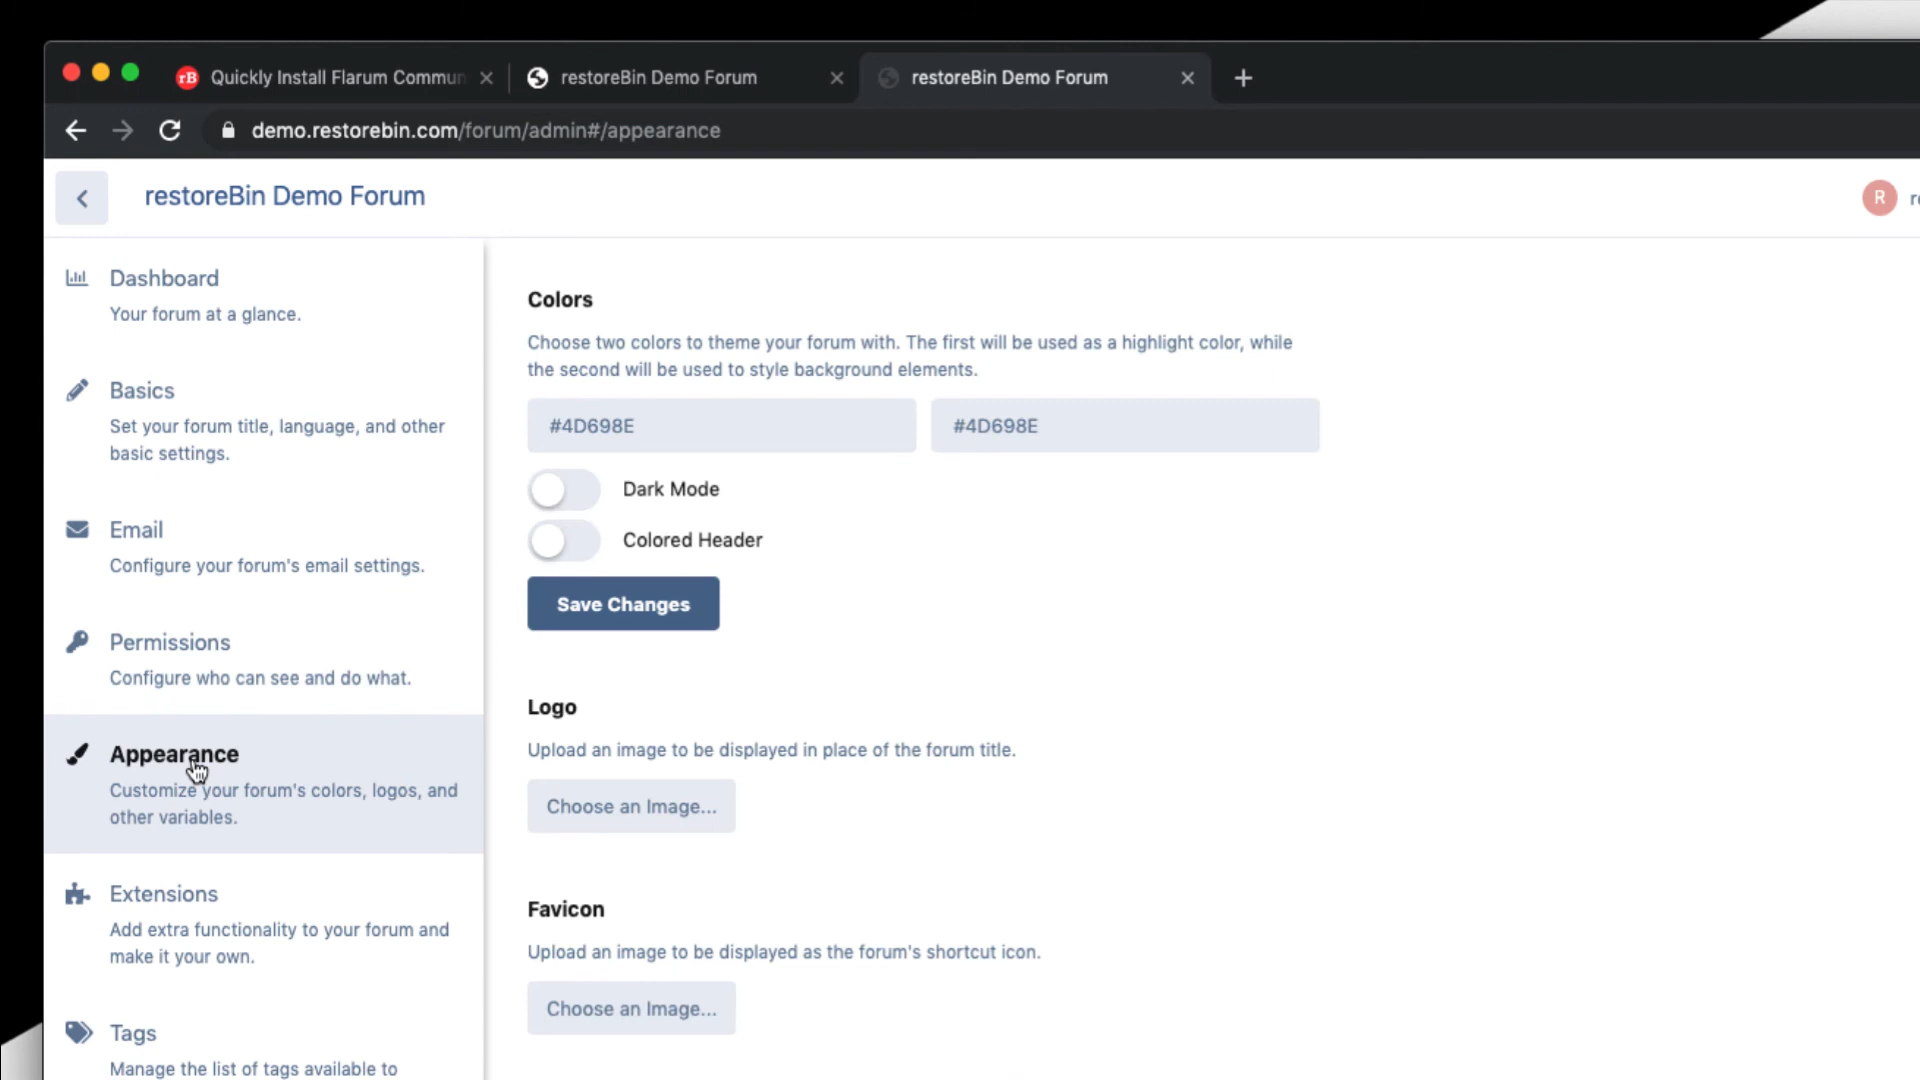 rB Quickly Install Flarum Commun
restoreBin Demo Forum
restoreBin Demo Forum
demo.restorebin.com/forum/admin#/appearance
restoreBin Demo Forum
R
Dashboard
Your forum at a glance.
Basics
Set your forum title, language, and other
basic settings.
Email
Configure your forum's email settings.
Permissions
Configure who can see and do what.
Appearance
Customize your forum's colors, logos, and
other variables.
Extensions
Add extra functionality to your forum and
make it your own.
Tags
Manage the list of tags available to
Colors
Choose two colors to theme your forum with. The first will be used as a highlight color, while
the second will be used to style background elements.
#4D698E
#4D698E
Dark Mode
Colored Header
Save Changes
Logo
Upload an image to be displayed in place of the forum title.
Choose an Image...
Favicon
Upload an image to be displayed as the forum's shortcut icon.
Choose an Image...